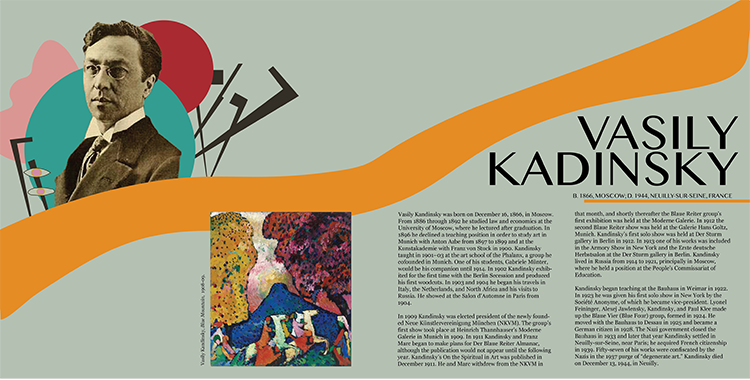 VASILY
KADINSKY
B. 1866, MOSCOW; D. 1944, NEILLY-SUR-SEINE, FRANCE
Vasily Kandinsky, Blue Mountain, 1908-09.
Vasily Kandinsky was born on December 16, 1866, in Moscow.
From 1886 through 1892 he studied law and economics at the
University of Moscow, where he lectured after graduation. In
1896 he declined a teaching position in order to study art in
Munich with Anton Azbe from 1897 to 1899 and at the
Kunstakademie with Franz von Stuck in 1900. Kandinsky
taught in 1901–03 at the art school of the Phalanx, a group he
cofounded in Munich. One of his students, Gabriele Münter,
would be his companion until 1914. In 1902 Kandinsky exhib-
ited for the first time with the Berlin Secession and produced
his first woodcuts. In 1903 and 1904 he began his travels in
Italy, the Netherlands, and North Africa and his visits to
Russia. He showed at the Salon d'Automne in Paris from
1904.
In 1909 Kandinsky was elected president of the newly found-
ed Neue Künstlervereinigung München (NKVM). The group's
first show took place at Heinrich Thannhauser's Moderne
Galerie in Munich in 1909. In 1911 Kandinsky and Franz
Marc began to make plans for Der Blaue Reiter Almanac,
although the publication would not appear until the following
year. Kandinsky's On the Spiritual in Art was published in
December 1911. He and Marc withdrew from the NKVM in
that month, and shortly thereafter the Blaue Reiter group's
first exhibition was held at the Moderne Galerie. In 1912 the
second Blaue Reiter show was held at the Galerie Hans Goltz,
Munich. Kandinsky's first solo show was held at Der Sturm
gallery in Berlin in 1912. In 1913 one of his works was included
in the Armory Show in New York and the Erste deutsche
Herbstsalon at the Der Sturm gallery in Berlin. Kandinsky
lived in Russia from 1914 to 1921, principally in Moscow,
where he held a position at the People's Commissariat of
Education.
Kandinsky began teaching at the Bauhaus in Weimar in 1922.
In 1923 he was given his first solo show in New York by the
Société Anonyme, of which he became vice-president. Lyonel
Feininger, Alexej Jawlensky, Kandinsky, and Paul Klee made
up the Blaue Vier (Blue Four) group, formed in 1924. He
moved with the Bauhaus to Dessau in 1925 and became a
German citizen in 1928. The Nazi government closed the
Bauhaus in 1933 and later that year Kandinsky settled in
Neuilly-sur-Seine, near Paris; he acquired French citizenship
in 1939. Fifty-seven of his works were confiscated by the
Nazis in the 1937 purge of "degenerate art." Kandinsky died
on December 13, 1944, in Neuilly.